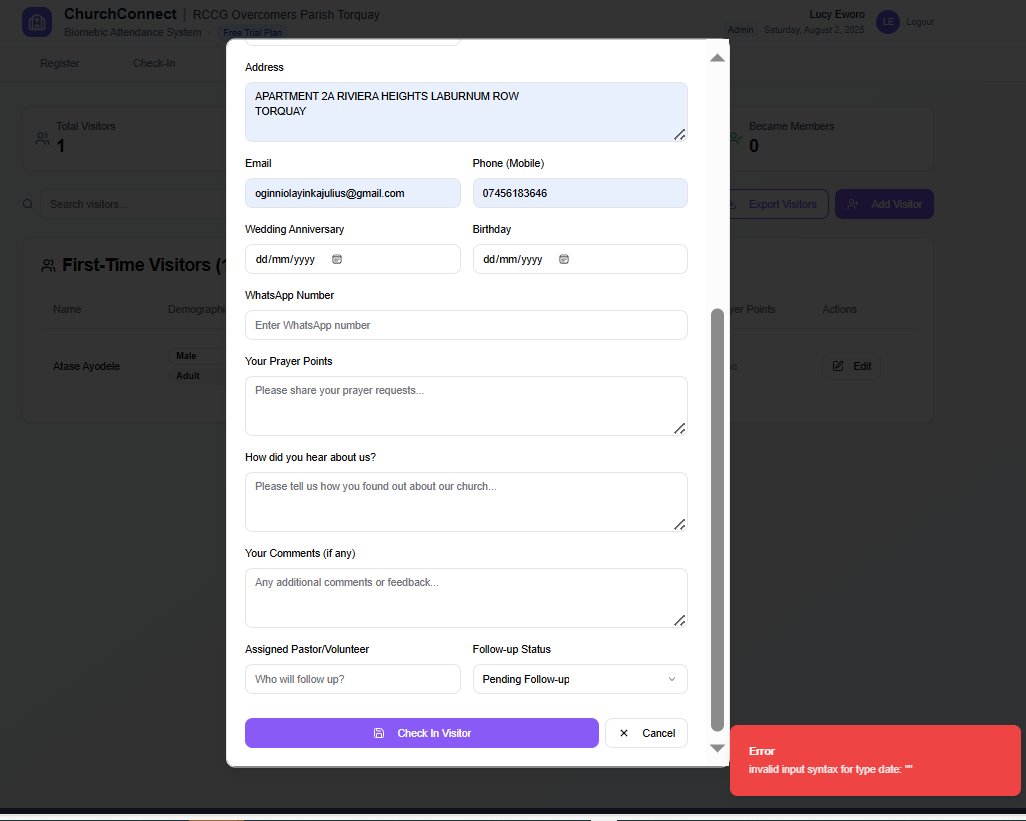 ChurchConnect | RCCG Overcomers Parish Torquay
Biometric Attendance System • Free Trial Plan
Lucy Eworo
Admin Saturday, August 2, 2025
LE
Logout
Register Check-In
Total Visitors
1
Became Members
0
Search visitors...
Export Visitors
Add Visitor
First-Time Visitors (1
Name Demographi yer Points Actions
Atase Ayodele
Male
Adult
Edit
Address
APARTMENT 2A RIVIERA HEIGHTS LABURNUM ROW
TORQUAY
Email Phone (Mobile)
oginniolayinkajulius@gmail.com 07456183646
Wedding Anniversary Birthday
dd/mm/yyyy dd/mm/yyyy
WhatsApp Number
Enter WhatsApp number
Your Prayer Points
Please share your prayer requests...
How did you hear about us?
Please tell us how you found out about our church...
Your Comments (if any)
Any additional comments or feedback...
Assigned Pastor/Volunteer Follow-up Status
Who will follow up? Pending Follow-up
Check In Visitor Cancel
Error
invalid input syntax for type date: ""